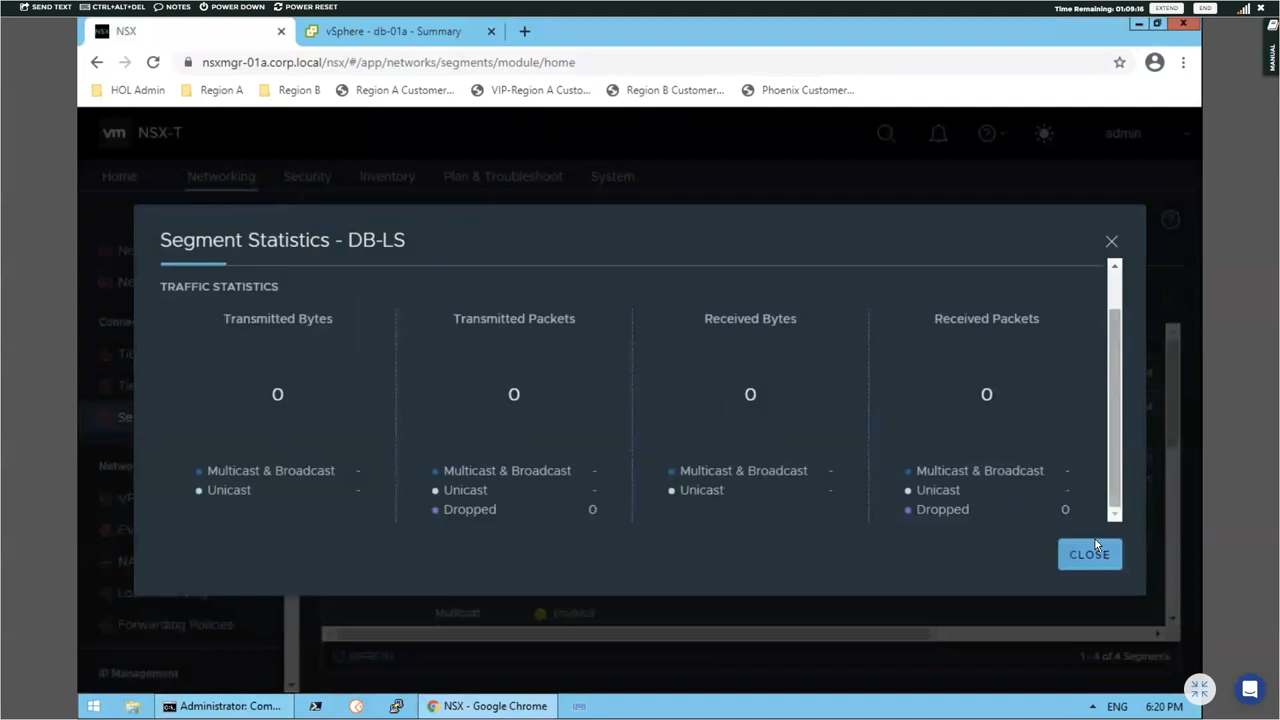 SEND TEXT CTRL+ALT+DEL NOTES POWER DOWN POWER RESET Time Remaining: 01:09:16 EXTEND END
MANUAL
NSX NSX vSphere - db-01a - Summary
nsxmgr-01a.corp.local/nsx/#/app/networks/segments/module/home
HOL Admin Region A Region B Region A Customer... VIP-Region A Custo... Region B Customer... Phoenix Customer...
vm NSX-T admin
Home Networking Security Inventory Plan & Troubleshoot System
Segment Statistics - DB-LS
TRAFFIC STATISTICS
Transmitted Bytes Transmitted Packets Received Bytes Received Packets
0 0 0 0
Multicast & Broadcast - Multicast & Broadcast - Multicast & Broadcast - Multicast & Broadcast -
Unicast - Unicast - Unicast - Unicast -
Dropped 0 Dropped 0
CLOSE
Multicast Enabled
Forwarding Policies
1 - 4 of 4 Segments
IP Management
Administrator: Com... NSX - Google Chrome ENG 6:20 PM